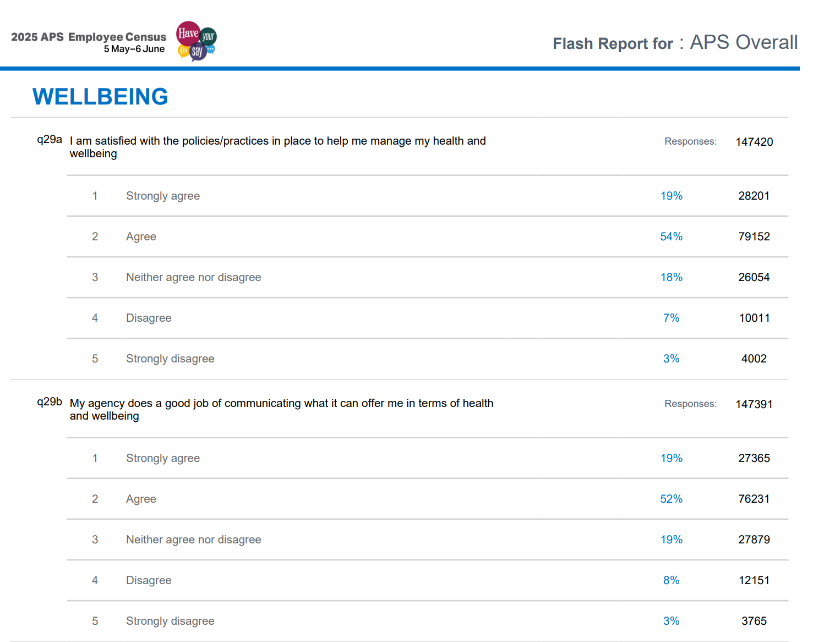 2025 APS Employee Census
5 May–6 June
Have your
to say
Flash Report for : APS Overall
WELLBEING
q29a I am satisfied with the policies/practices in place to help me manage my health and
wellbeing
Responses: 147420
1 Strongly agree 19% 28201
2 Agree 54% 79152
3 Neither agree nor disagree 18% 26054
4 Disagree 7% 10011
5 Strongly disagree 3% 4002
q29b My agency does a good job of communicating what it can offer me in terms of health
and wellbeing
Responses: 147391
1 Strongly agree 19% 27365
2 Agree 52% 76231
3 Neither agree nor disagree 19% 27879
4 Disagree 8% 12151
5 Strongly disagree 3% 3765